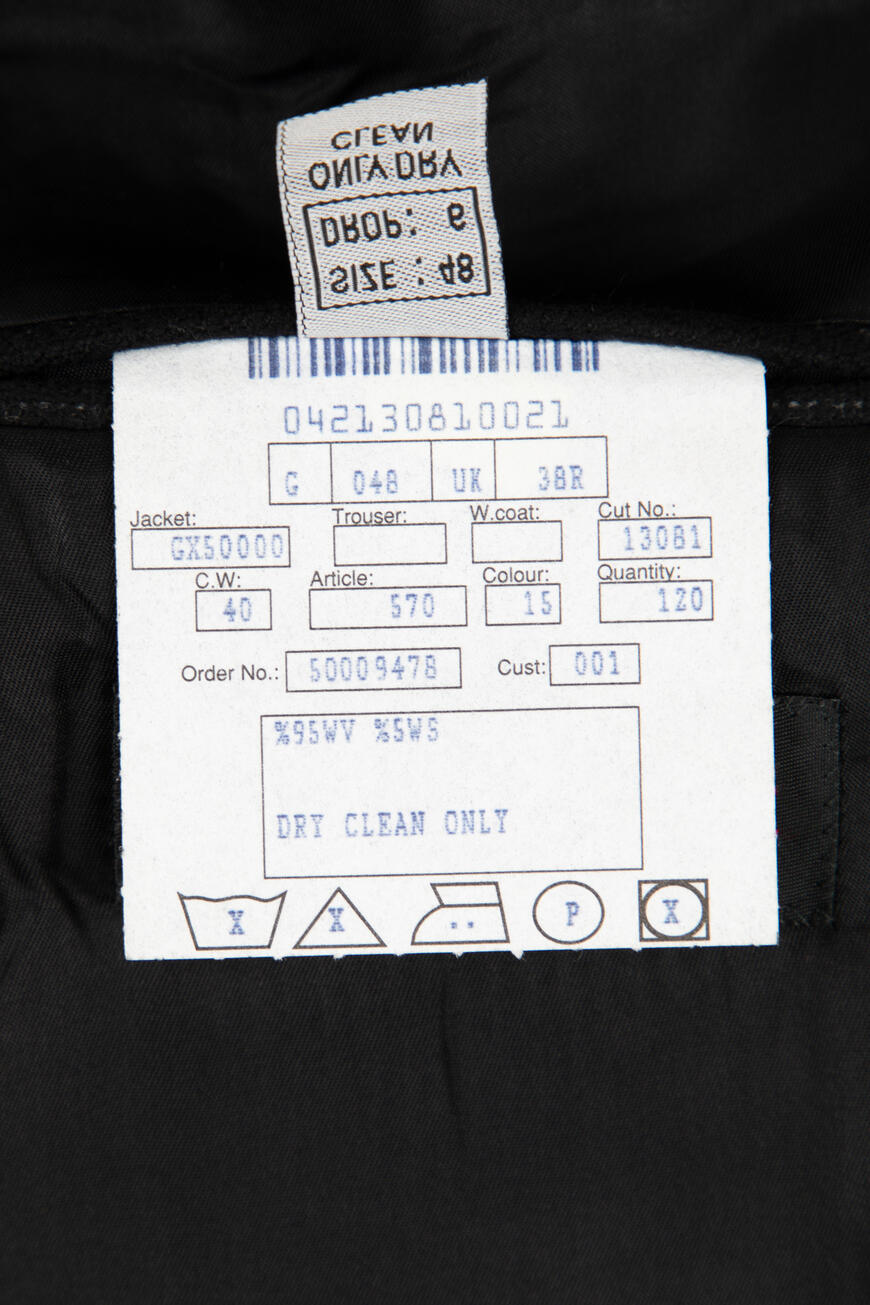 SIZE : 48
DROP: 6
ONLY DRY
CLEAN
042130810021
G 048 UK 38R
Jacket: Trouser: W.coat: Cut No.:
GX50000 13081
C.W: Article: Colour: Quantity:
40 570 15 120
Order No.: 50009478 Cust: 001
%95WV %5WS
DRY CLEAN ONLY
X X .. P X